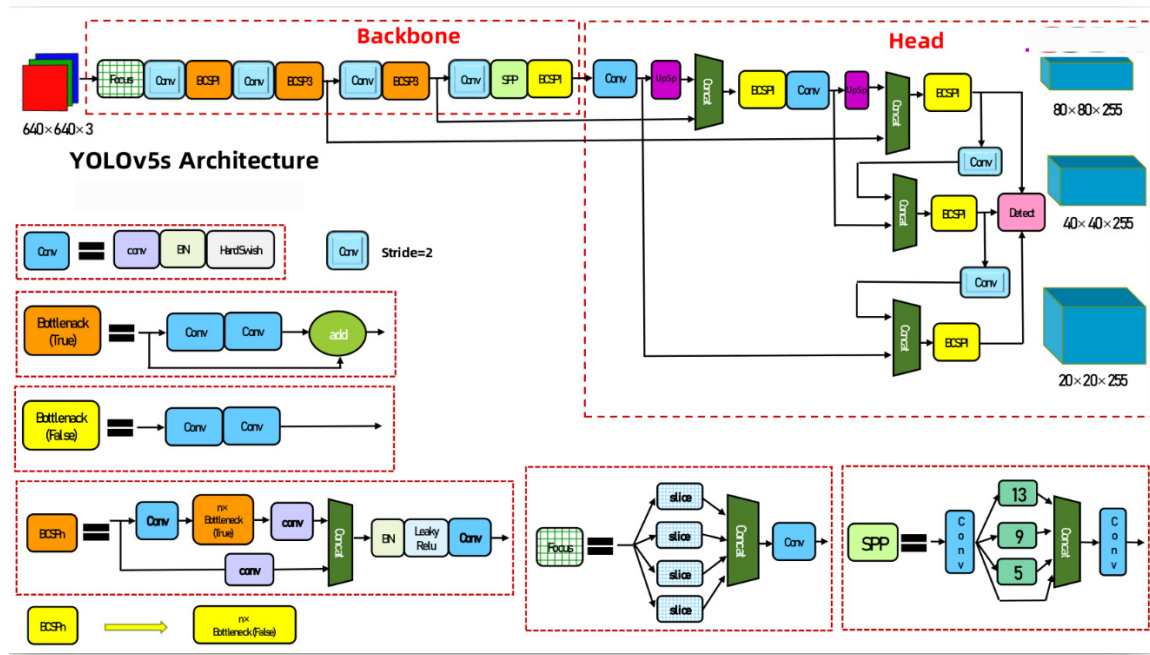 Backbone
Head
Focus
Conv
BCSP1
Conv
BCSP3
Conv
BCSP3
Conv
SPP
BCSP1
Conv
UpSp
Concat
BCSP1
Conv
UpSp
Concat
BCSP1
640×640×3
80×80×255
YOLOv5s Architecture
Conv
Concat
BCSP1
Detect
40×40×255
Conv
Concat
BCSP1
20×20×255
Conv
conv
BN
HardSwish
Conv
Stride=2
Bottlenack
(True)
Conv
Conv
add
Bottlenack
(False)
Conv
Conv
BCSPn
Conv
n×
Bottlenack
(True)
conv
Concat
BN
Leaky
Relu
Conv
conv
BCSPn
n×
Bottleneck(False)
Focus
slice
slice
slice
slice
Concat
Conv
SPP
Conv
13
9
5
Concat
Conv